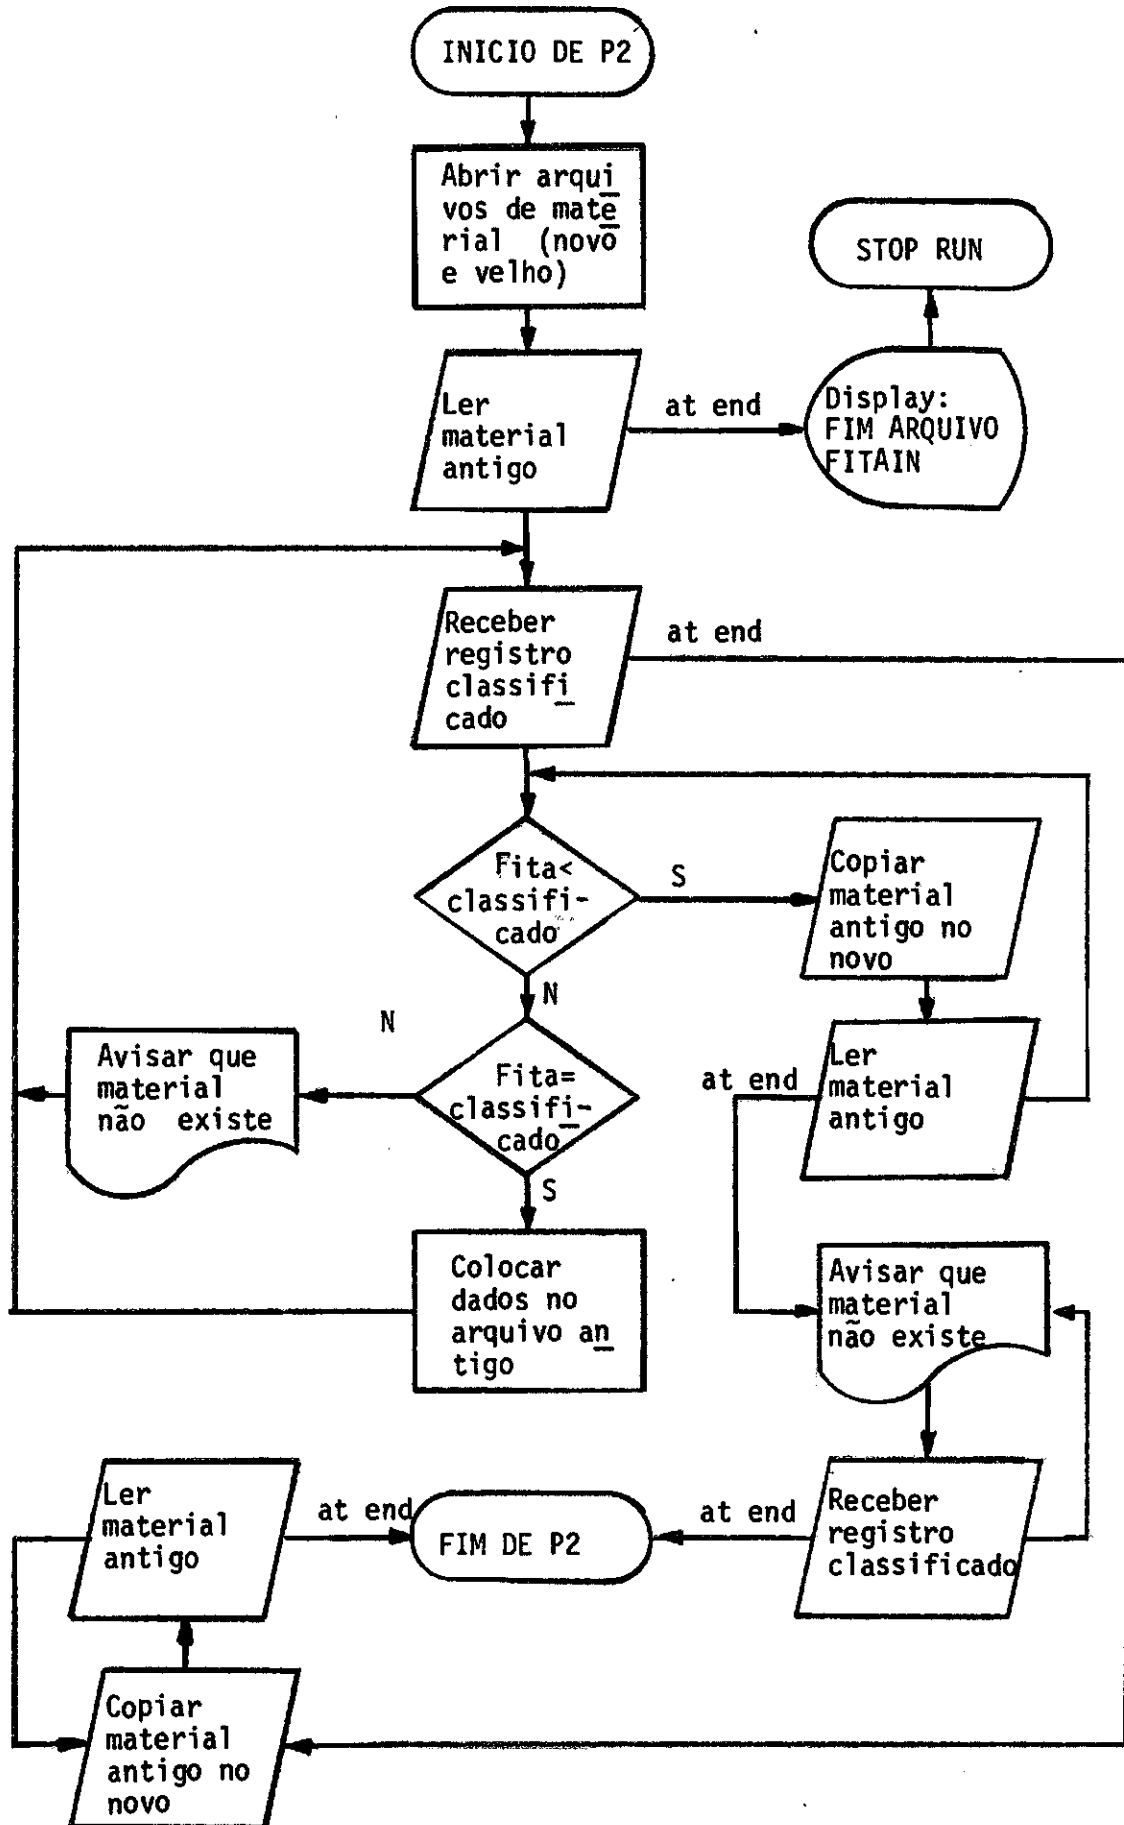 INICIO DE P2
Abrir arqui
vos de mate
rial (novo
e velho)
STOP RUN
Ler
material
antigo
at end
Display:
FIM ARQUIVO
FITAIN
Receber
registro
classifi
cado
at end
Fita<
classifi-
cado
S
Copiar
material
antigo no
novo
N
N
Avisar que
material
não existe
Fita=
classifi-
cado
at end
Ler
material
antigo
S
Colocar
dados no
arquivo an
tigo
Avisar que
material
não existe
Ler
material
antigo
at end
FIM DE P2
at end
Receber
registro
classificado
Copiar
material
antigo no
novo